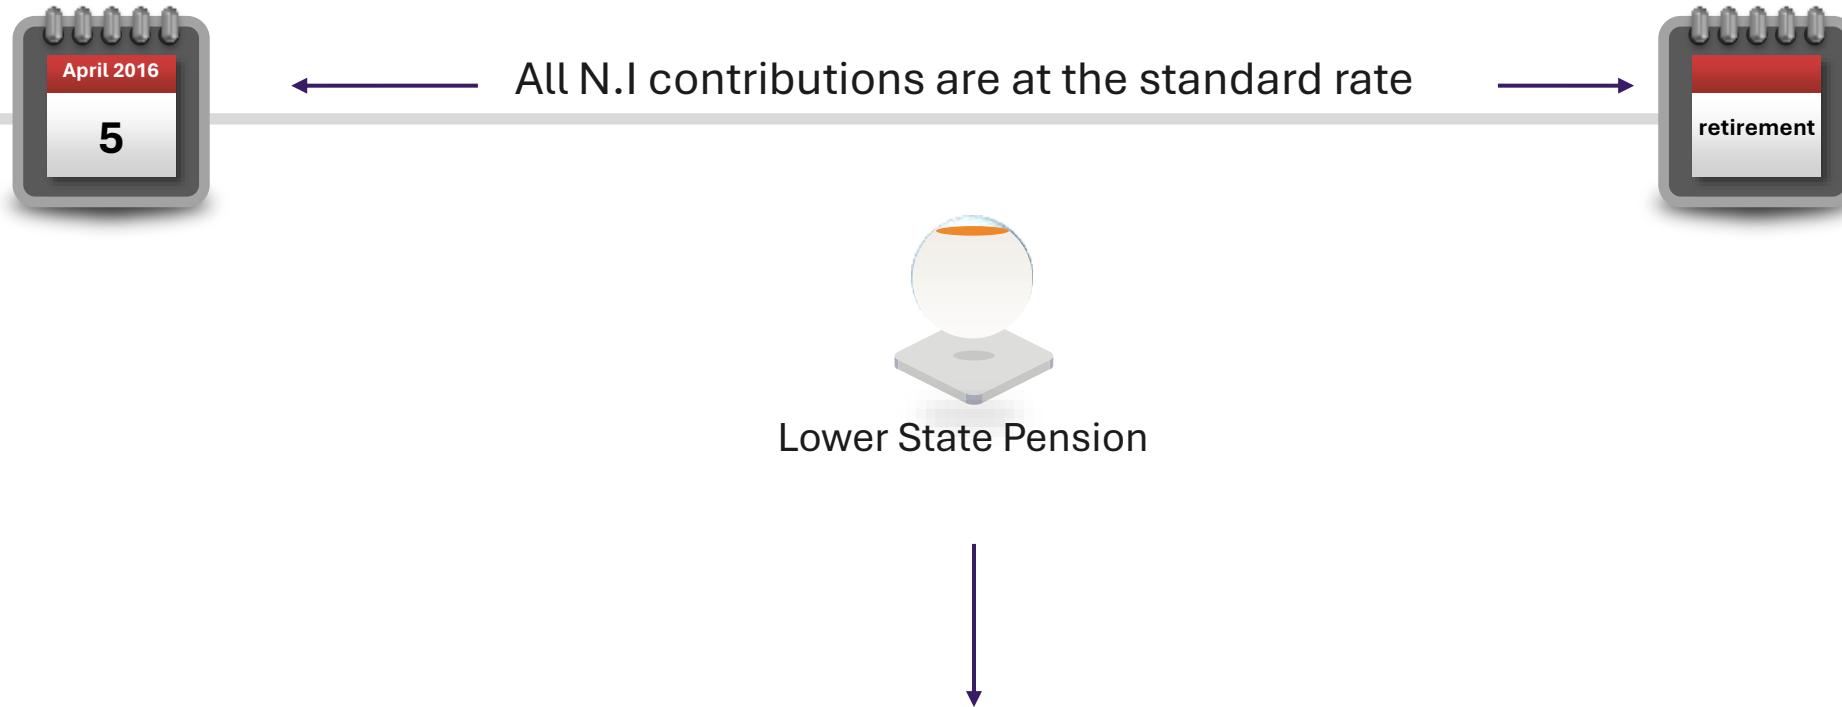 April 2016
5
All N.I contributions are at the standard rate
retirement
Lower State Pension